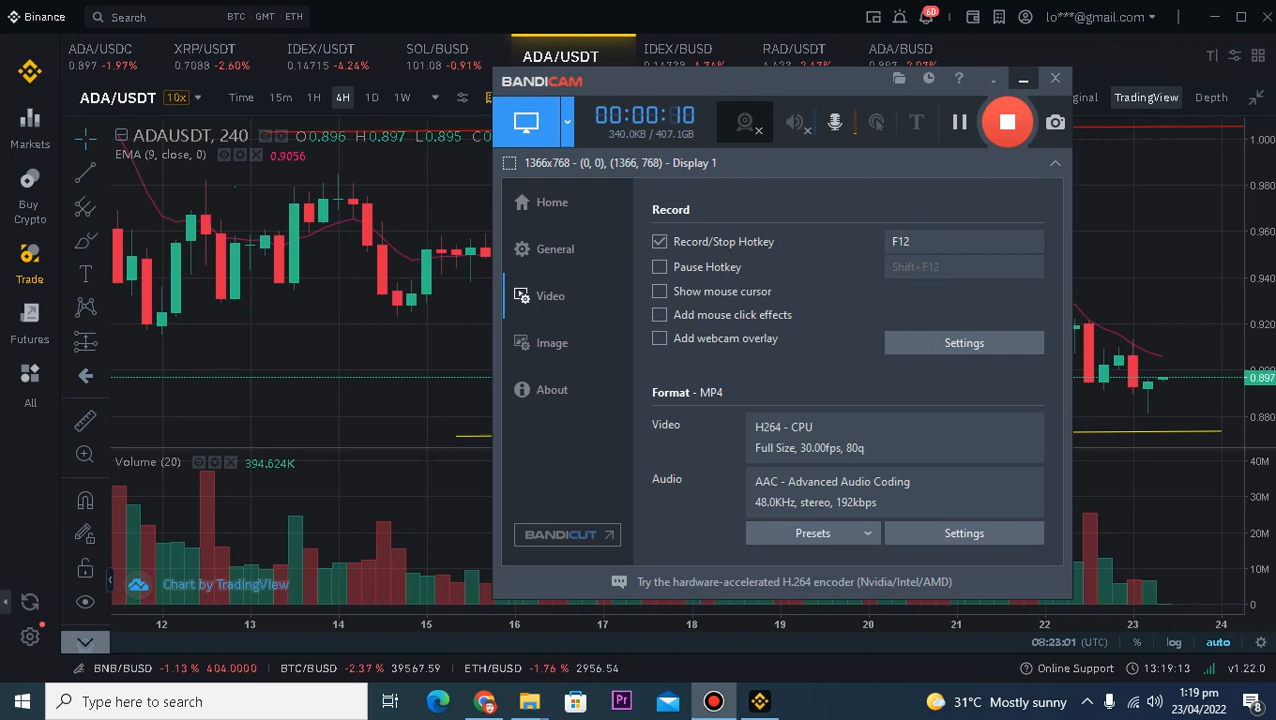 Binance
Search
BTC / GMT / ETH
60
lo***@gmail.com
ADA/USDC
0.897 -1.97%
XRP/USDT
0.7088 -2.60%
IDEX/USDT
0.14715 -4.24%
SOL/BUSD
101.08 -0.91%
ADA/USDT
IDEX/BUSD
RAD/USDT
ADA/BUSD
ADA/USDT
10x
Time
15m
1H
4H
1D
1W
TradingView
Depth
Markets
Buy
Crypto
Trade
Futures
All
ADAUSDT, 240
O0.896 H0.897 L0.895
EMA (9, close, 0)
0.9056
Volume (20)
394.624K
Chart by TradingView
BANDICAM
00:00:10
340.0KB / 407.1GB
1366x768 - (0, 0), (1366, 768) - Display 1
Home
General
Video
Image
About
BANDICUT
Record
Record/Stop Hotkey
F12
Pause Hotkey
Shift+F12
Show mouse cursor
Add mouse click effects
Add webcam overlay
Settings
Format - MP4
Video
H264 - CPU
Full Size, 30.00fps, 80q
Audio
AAC - Advanced Audio Coding
48.0KHz, stereo, 192kbps
Presets
Settings
Try the hardware-accelerated H.264 encoder (Nvidia/Intel/AMD)
1.000
0.980
0.960
0.940
0.920
0.897
0.880
40M
30M
20M
10M
0
12 13 14 15 16 17 18 19 20 21 22 23 24
08:23:01 (UTC)
%
log
auto
BNB/BUSD -1.13 % 404.0000
BTC/BUSD -2.37 % 39567.59
ETH/BUSD -1.76 % 2956.54
Online Support
13:19:13
v1.22.0
Type here to search
Pr
31°C Mostly sunny
1:19 pm
23/04/2022
8